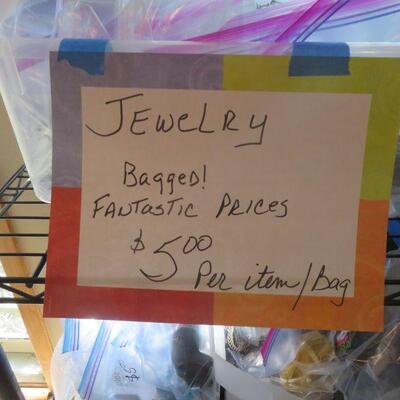 JEWELRY
Bagged!
FANTASTIC PRICES
$5.00
Per item/Bag